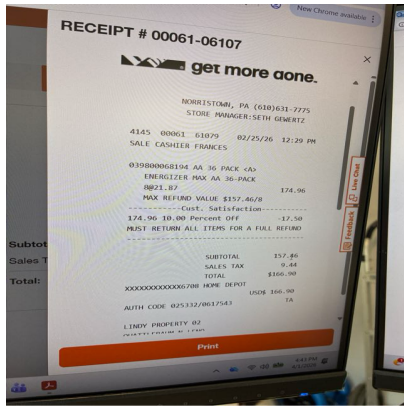 New Chrome available
RECEIPT # 00061-06107
get more done.
NORRISTOWN, PA (610)631-7775
STORE MANAGER:SETH GEWERTZ
4145 00061 61079 02/25/26 12:29 PM
SALE CASHIER FRANCES
039800068194 AA 36 PACK <A>
ENERGIZER MAX AA 36-PACK
8@21.87 174.96
MAX REFUND VALUE $157.46/8
----------Cust. Satisfaction----------
174.96 10.00 Percent Off -17.50
MUST RETURN ALL ITEMS FOR A FULL REFUND
SUBTOTAL 157.46
SALES TAX 9.44
TOTAL $166.90
XXXXXXXXXXXX6708 HOME DEPOT
USD$ 166.90
AUTH CODE 025332/0617543 TA
LINDY PROPERTY 02
Print
Live Chat
Feedback
Subtot
Sales T
Total:
4:43 PM